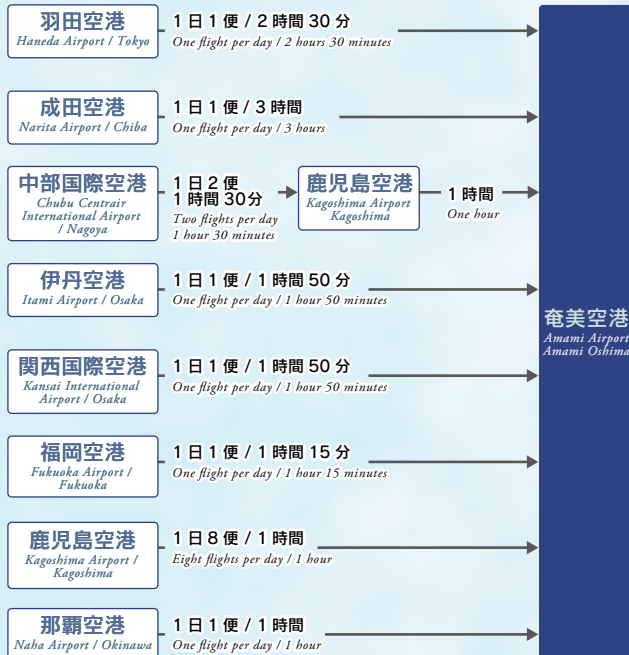 羽田空港
Haneda Airport / Tokyo
1日1便 / 2時間30分
One flight per day / 2 hours 30 minutes
成田空港
Narita Airport / Chiba
1日1便 / 3時間
One flight per day / 3 hours
中部国際空港
Chubu Centrair
International Airport
/ Nagoya
1日2便
1時間30分
Two flights per day
1 hour 30 minutes
鹿児島空港
Kagoshima Airport
Kagoshima
1時間
One hour
伊丹空港
Itami Airport / Osaka
1日1便 / 1時間50分
One flight per day / 1 hour 50 minutes
関西国際空港
Kansai International
Airport / Osaka
1日1便 / 1時間50分
One flight per day / 1 hour 50 minutes
福岡空港
Fukuoka Airport /
Fukuoka
1日1便 / 1時間15分
One flight per day / 1 hour 15 minutes
鹿児島空港
Kagoshima Airport /
Kagoshima
1日8便 / 1時間
Eight flights per day / 1 hour
那覇空港
Naha Airport / Okinawa
1日1便 / 1時間
One flight per day / 1 hour
奄美空港
Amami Airport
Amami Oshima